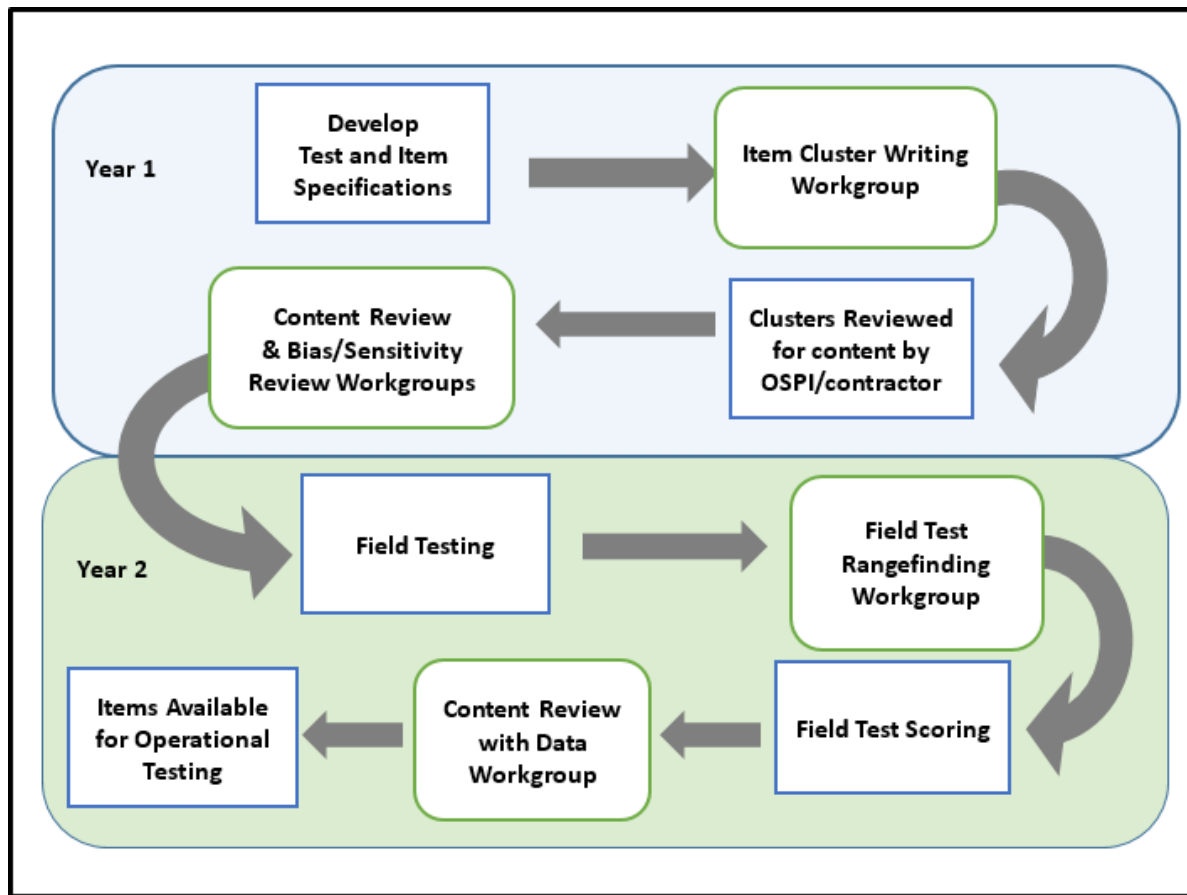 Year 1
Develop
Test and Item
Specifications
Item Cluster Writing
Workgroup
Clusters Reviewed
for content by
OSPI/contractor
Content Review
& Bias/Sensitivity
Review Workgroups
Year 2
Field Testing
Field Test
Rangefinding
Workgroup
Field Test Scoring
Content Review
with Data
Workgroup
Items Available
for Operational
Testing